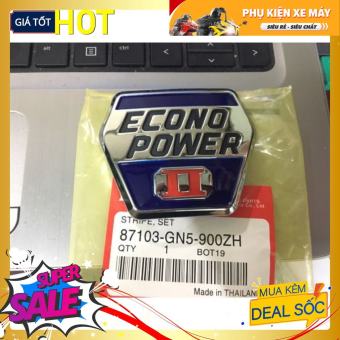 GIÁ TỐT HOT
PHỤ KIỆN XE MÁY
SIÊU RẺ - SIÊU CHẤT
ECONO
POWER
III
STRIPE, SET
87103-GN5-900ZH
QTY 1 BOT19
Made in THAILAND
SUPER
SALE
MUA KÈM
DEAL SỐC